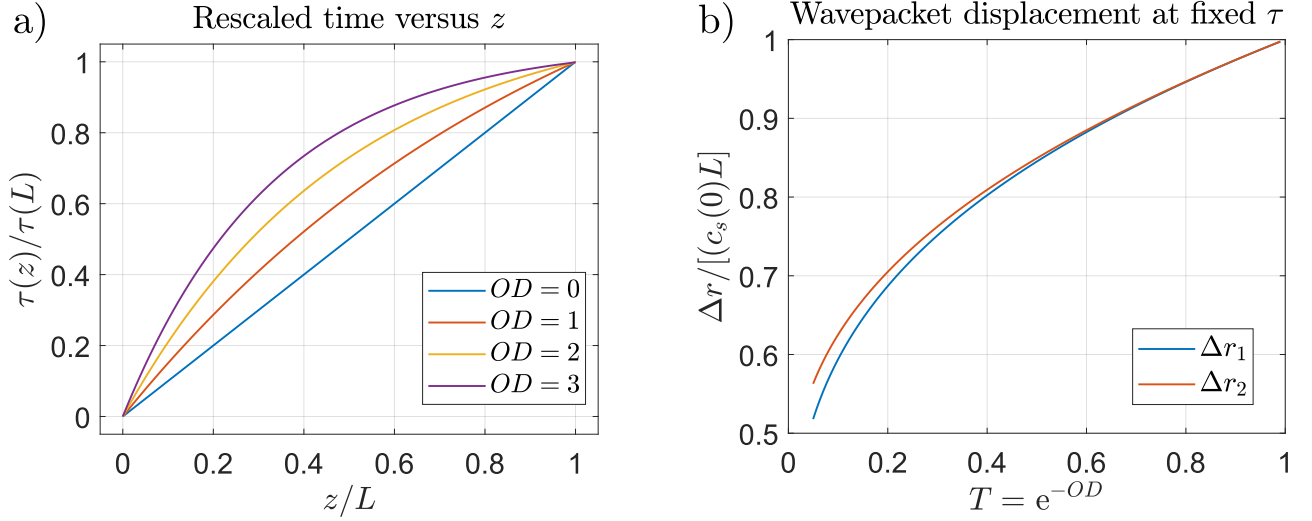 a)
Rescaled time versus z
τ(z)/τ(L)
1
0.8
0.6
0.4
0.2
0
0 0.2 0.4 0.6 0.8 1
z/L
OD = 0
OD = 1
OD = 2
OD = 3
b)
Wavepacket displacement at fixed τ
Δr/[(c_s(0)L]
1
0.9
0.8
0.7
0.6
0.5
0 0.2 0.4 0.6 0.8 1
T = e^{-OD}
Δr₁
Δr₂